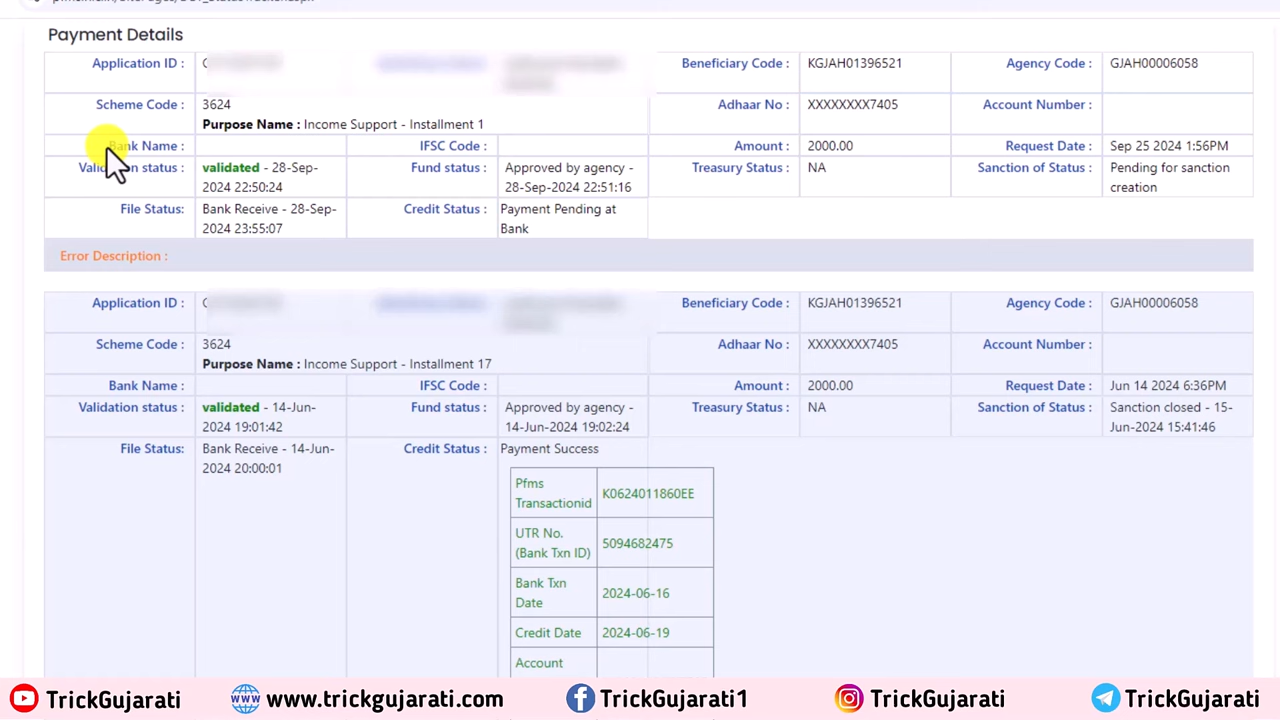 Payment Details
Application ID :
Beneficiary Code : KGJAH01396521 Agency Code : GJAH00006058
Scheme Code : 3624 Adhaar No : XXXXXXXX7405 Account Number :
Purpose Name : Income Support - Installment 1
Bank Name : IFSC Code : Amount : 2000.00 Request Date : Sep 25 2024 1:56PM
Validation status : validated - 28-Sep- Fund status : Approved by agency - Treasury Status : NA Sanction of Status : Pending for sanction
2024 22:50:24 28-Sep-2024 22:51:16 creation
File Status: Bank Receive - 28-Sep- Credit Status : Payment Pending at
2024 23:55:07 Bank
Error Description :
Application ID : Beneficiary Code : KGJAH01396521 Agency Code : GJAH00006058
Scheme Code : 3624 Adhaar No : XXXXXXXX7405 Account Number :
Purpose Name : Income Support - Installment 17
Bank Name : IFSC Code : Amount : 2000.00 Request Date : Jun 14 2024 6:36PM
Validation status : validated - 14-Jun- Fund status : Approved by agency - Treasury Status : NA Sanction of Status : Sanction closed - 15-
2024 19:01:42 14-Jun-2024 19:02:24 Jun-2024 15:41:46
File Status: Bank Receive - 14-Jun- Credit Status : Payment Success
2024 20:00:01
Pfms
Transactionid K0624011860EE
UTR No.
(Bank Txn ID) 5094682475
Bank Txn
Date 2024-06-16
Credit Date 2024-06-19
Account
TrickGujarati www.trickgujarati.com TrickGujarati1 TrickGujarati TrickGujarati